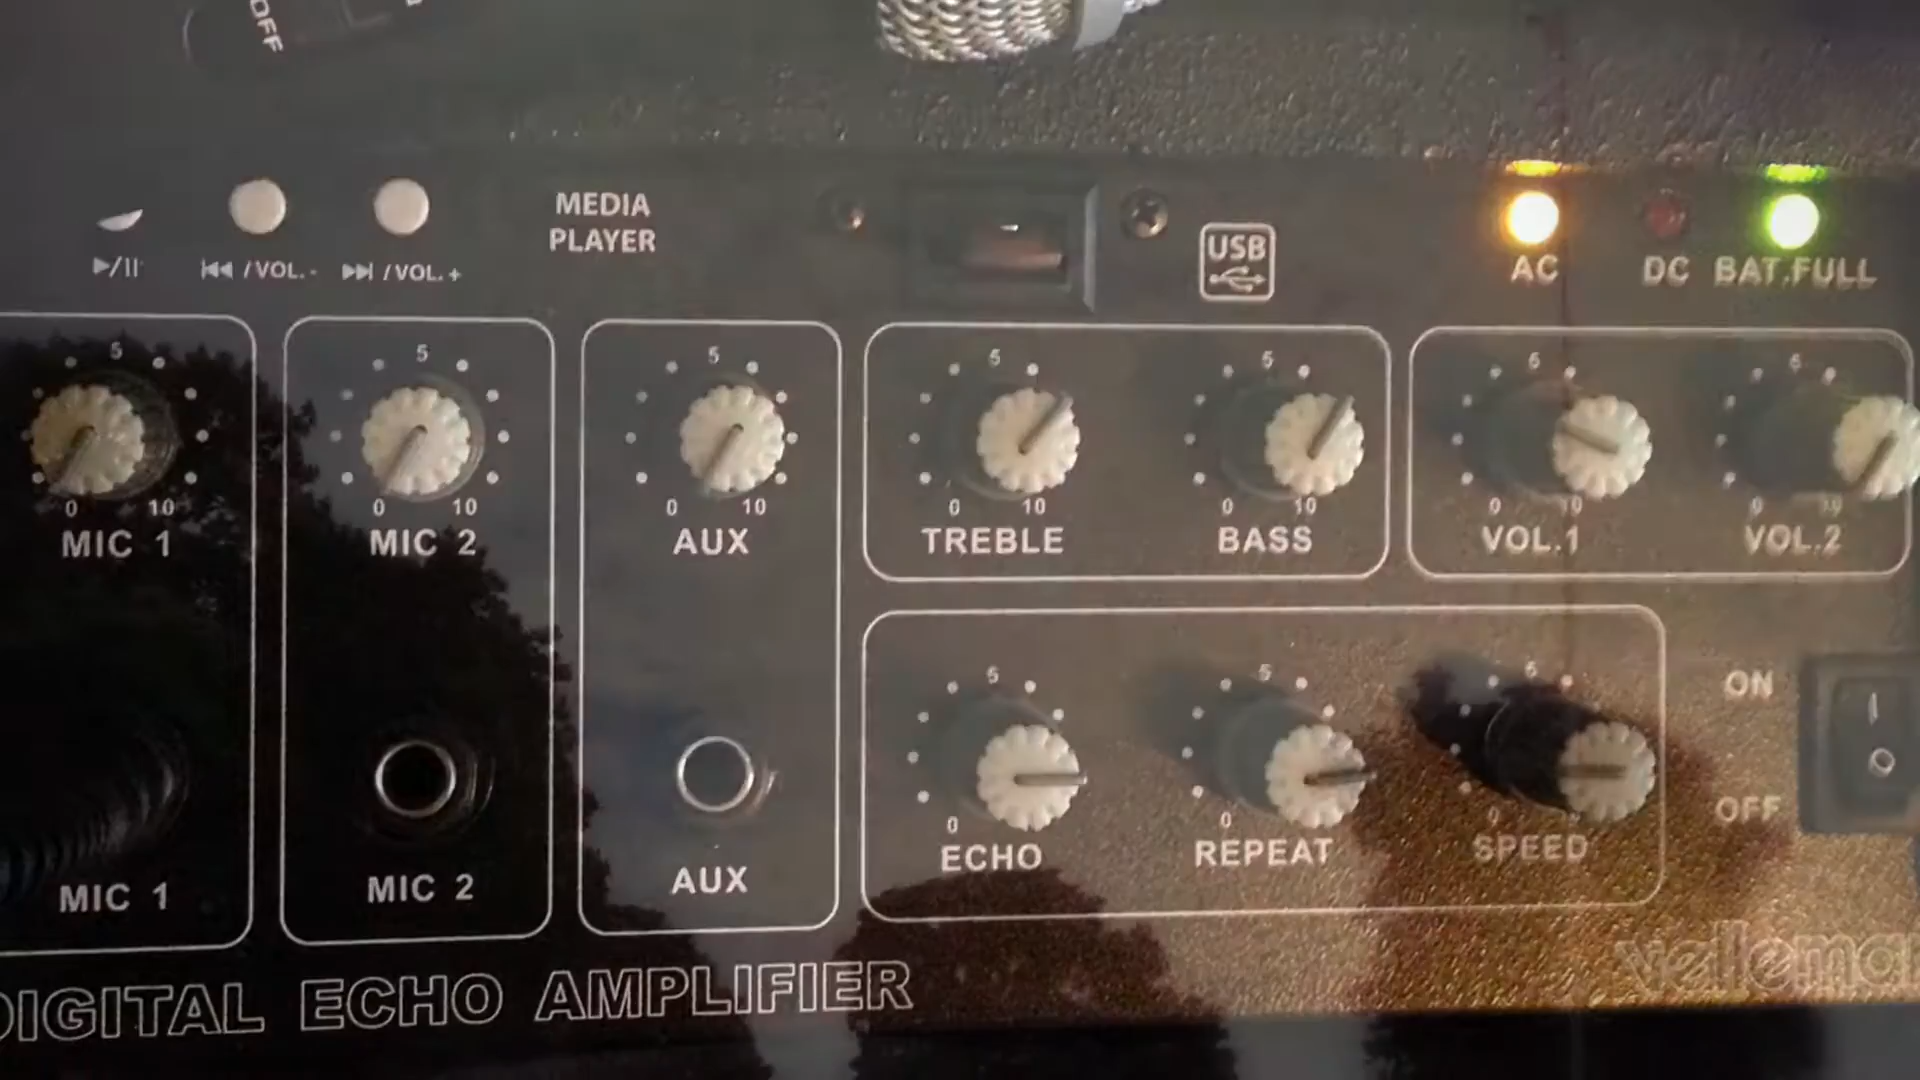 OFF
MEDIA
PLAYER
USB
▶/II
⏮ /VOL.-
⏭ /VOL.+
AC
DC
BAT.FULL
5
5
5
5
5
5
5
0
10
0
10
0
10
0
10
0
10
0
10
0
10
MIC 1
MIC 2
AUX
TREBLE
BASS
VOL.1
VOL.2
5
5
5
ON
OFF
0
0
0
ECHO
REPEAT
SPEED
MIC 1
MIC 2
AUX
DIGITAL ECHO AMPLIFIER
velleman